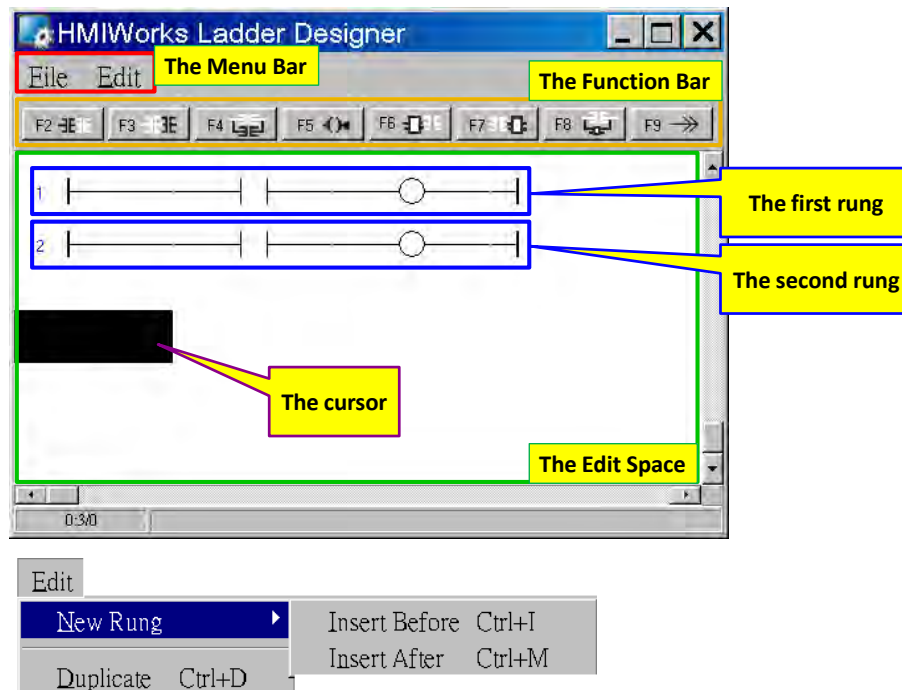 HMIWorks Ladder Designer
File Edit
The Menu Bar
The Function Bar
F2 F3 F4 F5 F6 F7 F8 F9
1
The first rung
2
The second rung
The cursor
The Edit Space
0:3/0
Edit
New Rung
Insert Before Ctrl+I
Insert After Ctrl+M
Duplicate Ctrl+D